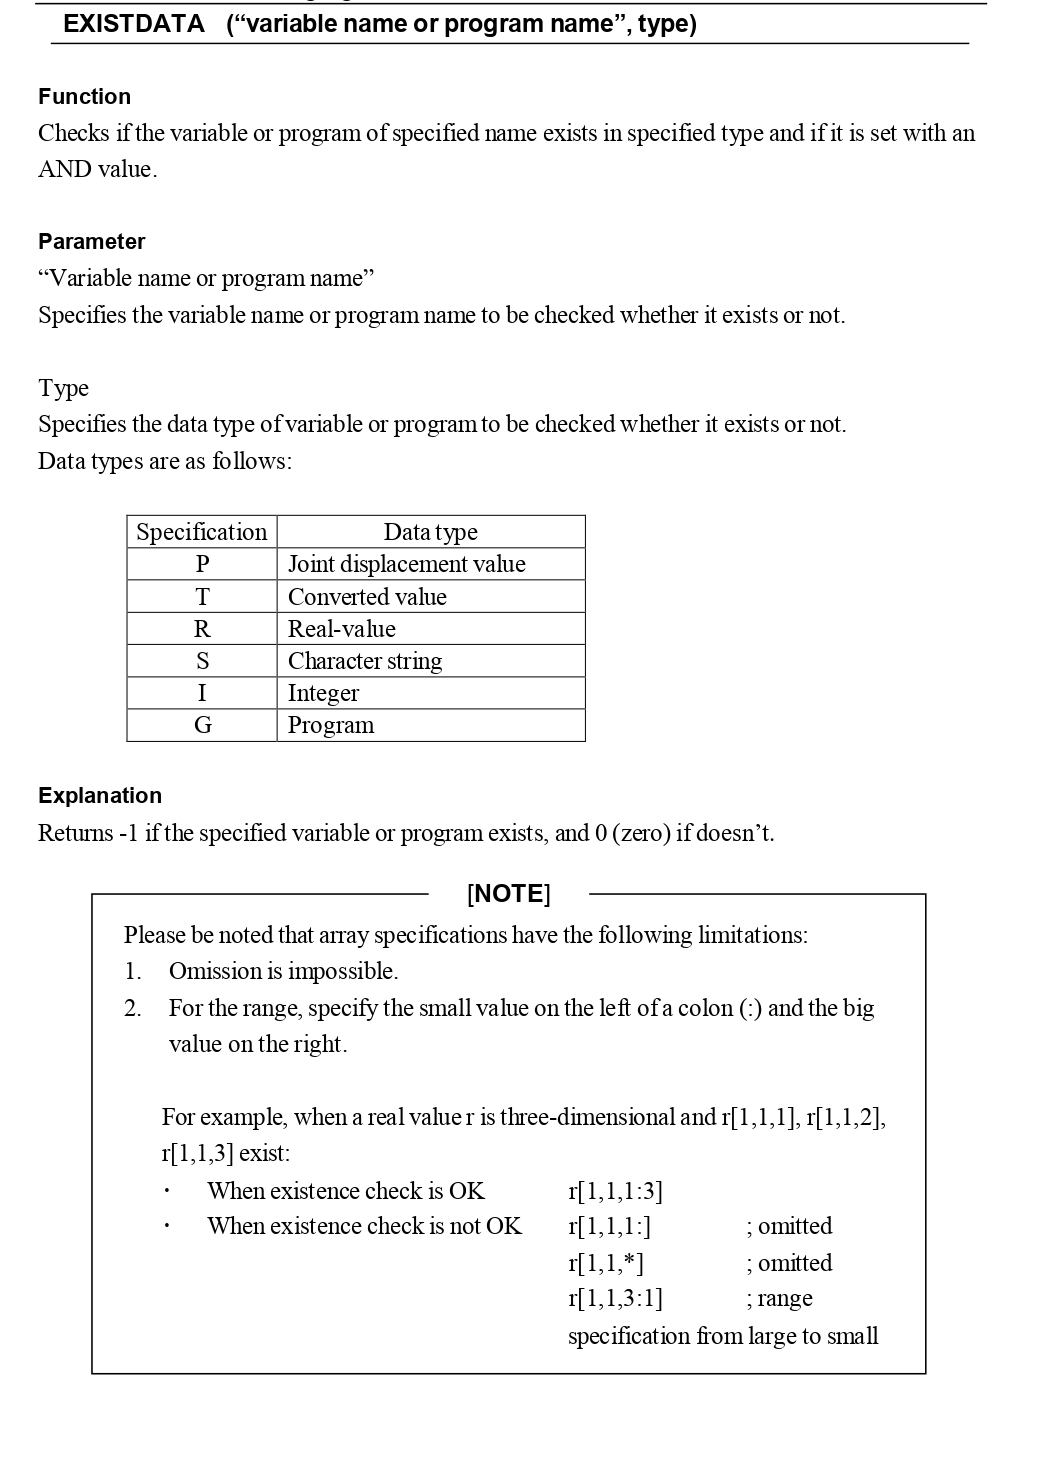 EXISTDATA ("variable name or program name", type)
Function
Checks if the variable or program of specified name exists in specified type and if it is set with an
AND value.
Parameter
“Variable name or program name”
Specifies the variable name or program name to be checked whether it exists or not.
Type
Specifies the data type of variable or program to be checked whether it exists or not.
Data types are as follows:
Specification Data type
P Joint displacement value
T Converted value
R Real-value
S Character string
I Integer
G Program
Explanation
Returns -1 if the specified variable or program exists, and 0 (zero) if doesn’t.
[NOTE]
Please be noted that array specifications have the following limitations:
1. Omission is impossible.
2. For the range, specify the small value on the left of a colon (:) and the big
value on the right.
For example, when a real value r is three-dimensional and r[1,1,1], r[1,1,2],
r[1,1,3] exist:
・ When existence check is OK r[1,1,1:3]
・ When existence check is not OK r[1,1,1:] ; omitted
r[1,1,*] ; omitted
r[1,1,3:1] ; range
specification from large to small